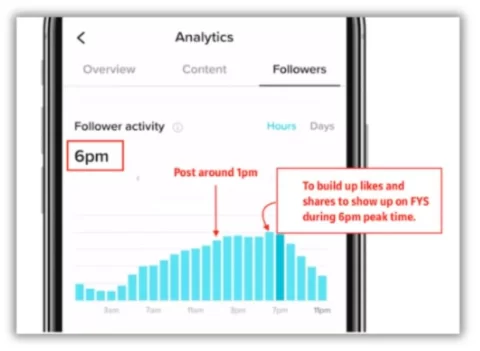 Analytics
Overview Content Followers
Follower activity Hours Days
6pm
Post around 1pm
To build up likes and
shares to show up on FYS
during 6pm peak time.
3am 7am 11am 3pm 7pm 11pm